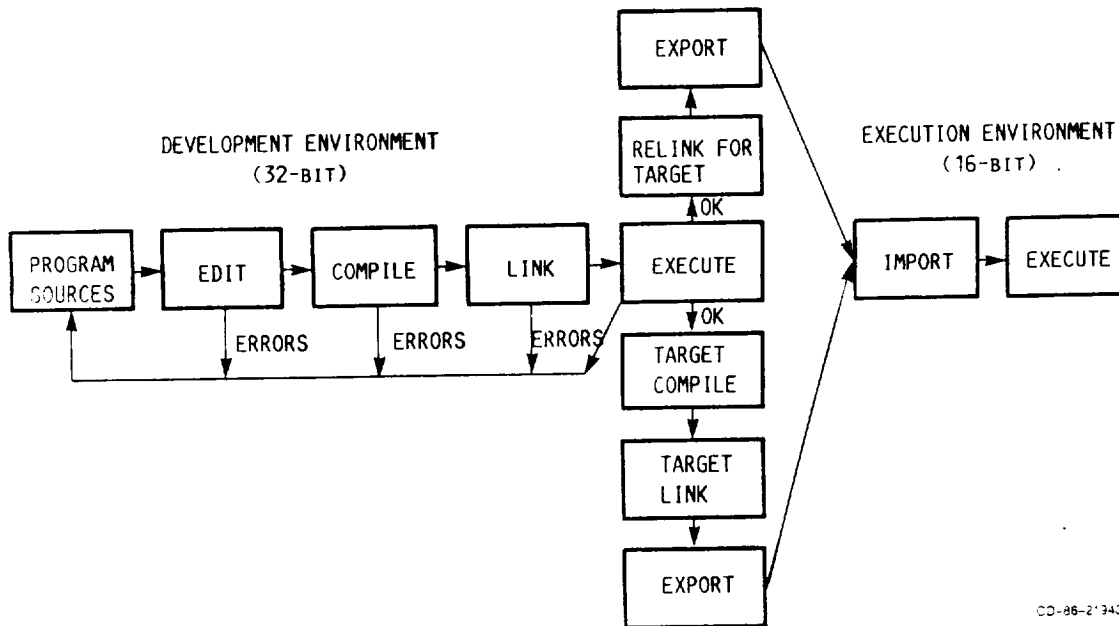 EXPORT
DEVELOPMENT ENVIRONMENT
(32-BIT)
RELINK FOR
TARGET
EXECUTION ENVIRONMENT
(16-BIT)
OK
PROGRAM
SOURCES
EDIT
COMPILE
LINK
EXECUTE
IMPORT
EXECUTE
ERRORS
ERRORS
ERRORS
OK
TARGET
COMPILE
TARGET
LINK
EXPORT